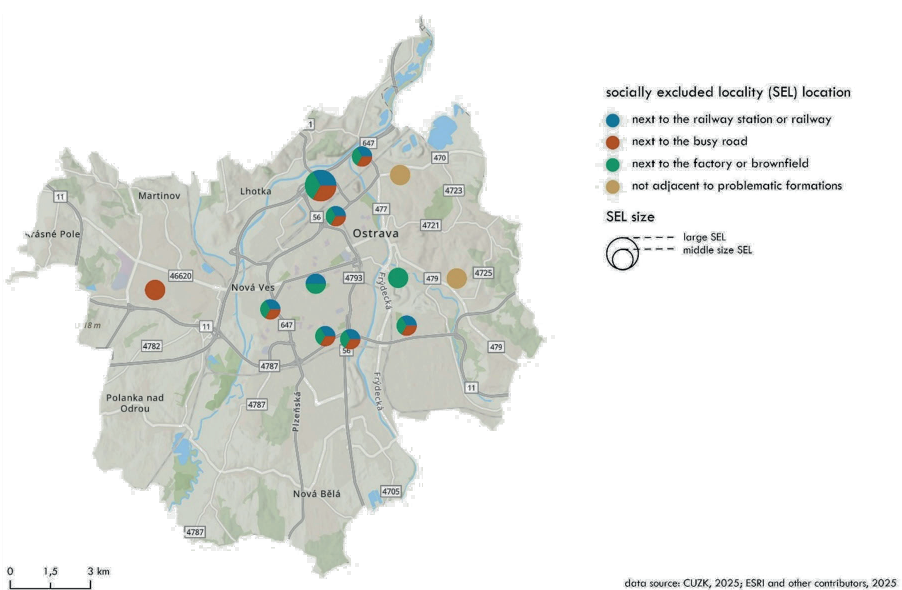 socially excluded locality (SEL) location
next to the railway station or railway
next to the busy road
next to the factory or brownfield
not adjacent to problematic formations
SEL size
large SEL
middle size SEL
1
647
470
11
Martinov
Lhotka
4723
477
56
4721
Krásné Pole
Ostrava
46620
4793
479
4725
Nová Ves
Frýdecká
11
647
4782
56
479
4787
11
Polanka nad
Odrou
4787
Plzeňská
Frýdecká
Nová Bělá
4705
4787
0 1,5 3 km
data source: CUZK, 2025; ESRI and other contributors, 2025